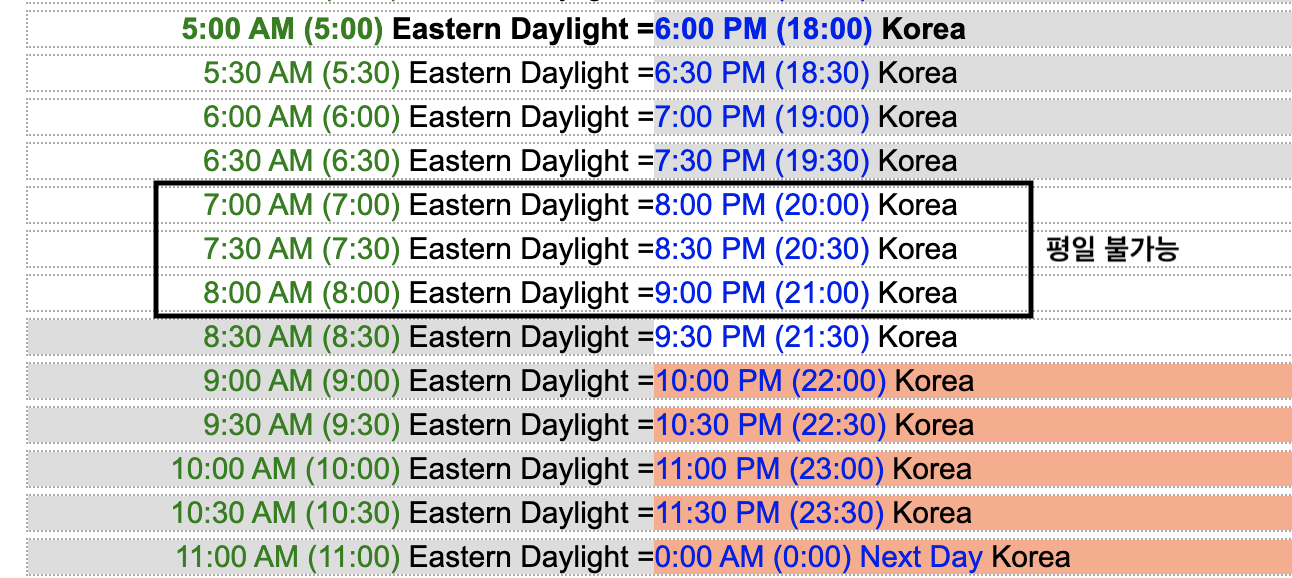 5:00 AM (5:00) Eastern Daylight =6:00 PM (18:00) Korea
5:30 AM (5:30) Eastern Daylight =6:30 PM (18:30) Korea
6:00 AM (6:00) Eastern Daylight =7:00 PM (19:00) Korea
6:30 AM (6:30) Eastern Daylight =7:30 PM (19:30) Korea
7:00 AM (7:00) Eastern Daylight =8:00 PM (20:00) Korea
7:30 AM (7:30) Eastern Daylight =8:30 PM (20:30) Korea 평일 불가능
8:00 AM (8:00) Eastern Daylight =9:00 PM (21:00) Korea
8:30 AM (8:30) Eastern Daylight =9:30 PM (21:30) Korea
9:00 AM (9:00) Eastern Daylight =10:00 PM (22:00) Korea
9:30 AM (9:30) Eastern Daylight =10:30 PM (22:30) Korea
10:00 AM (10:00) Eastern Daylight =11:00 PM (23:00) Korea
10:30 AM (10:30) Eastern Daylight =11:30 PM (23:30) Korea
11:00 AM (11:00) Eastern Daylight =0:00 AM (0:00) Next Day Korea